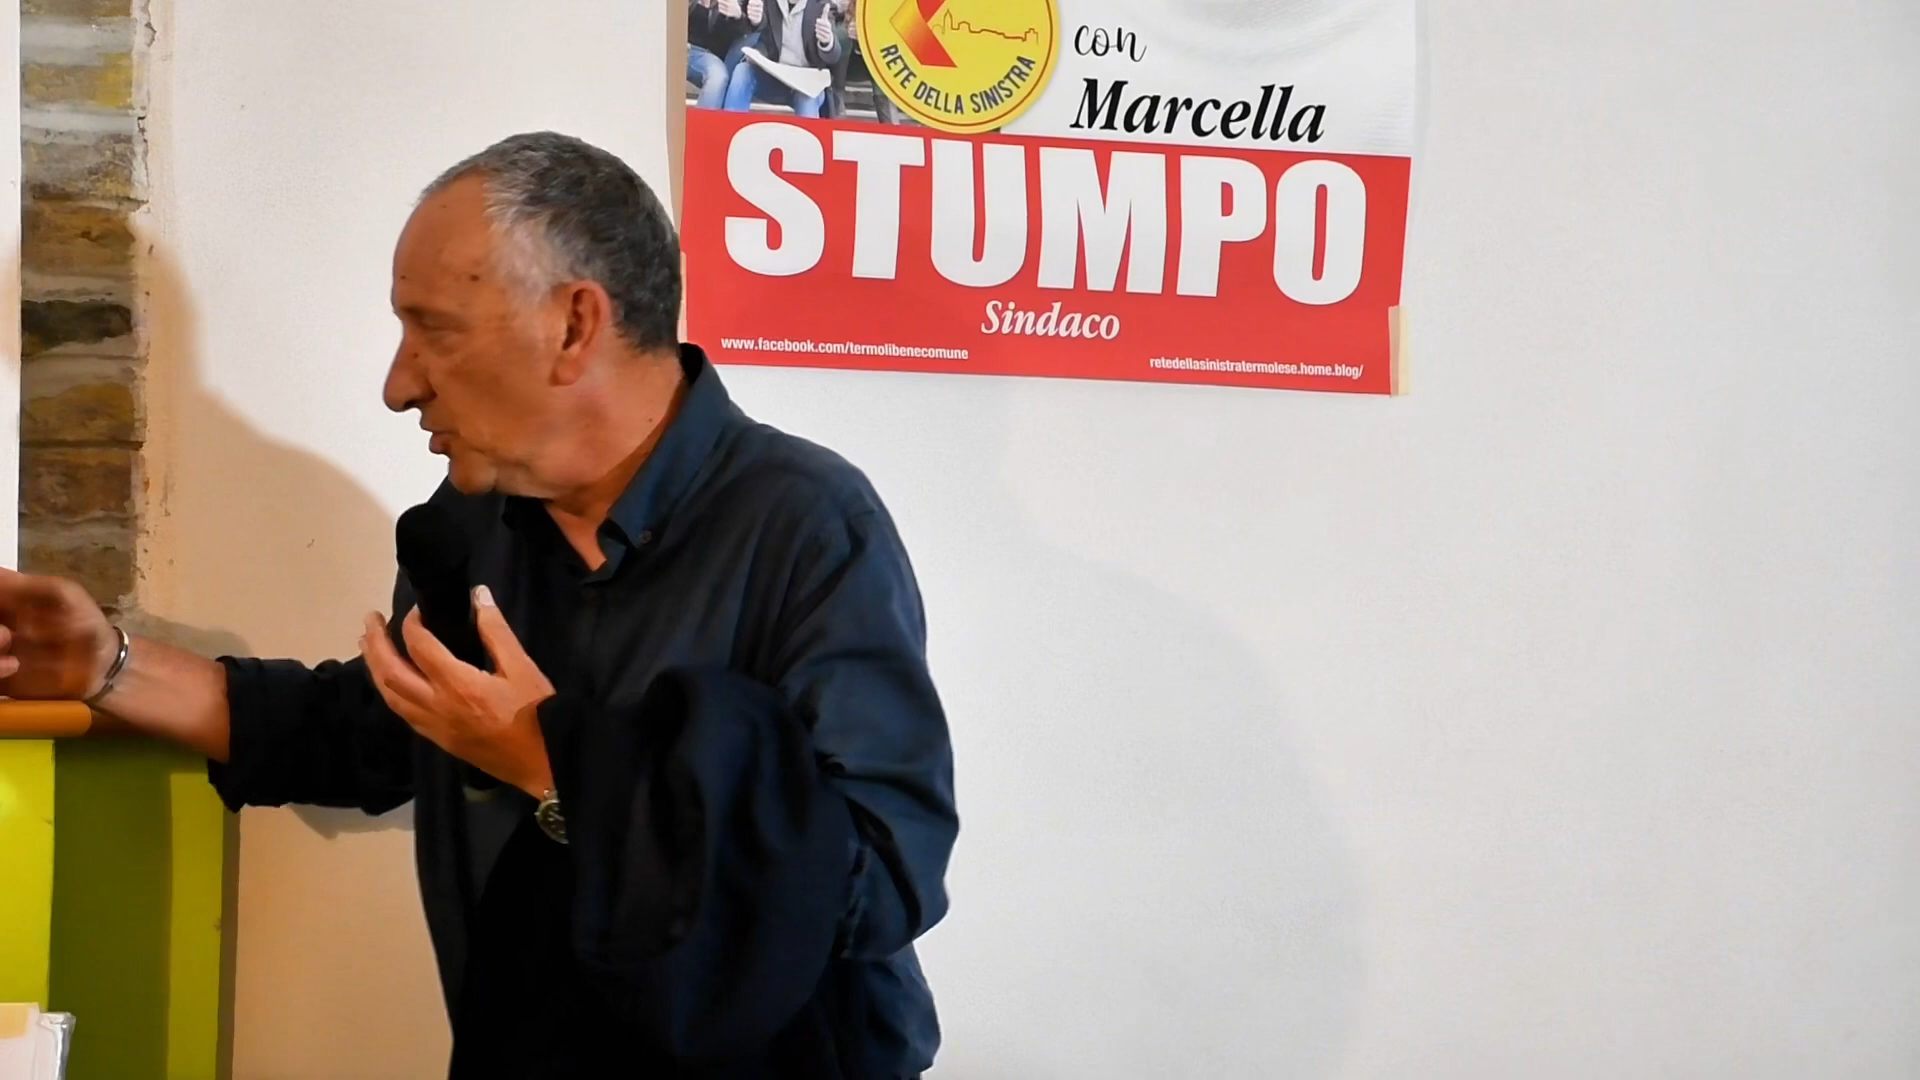 RETE DELLA SINISTRA
con
Marcella
STUMPO
Sindaco
www.facebook.com/termolibenecomune
retedellasinistratermolese.home.blog/